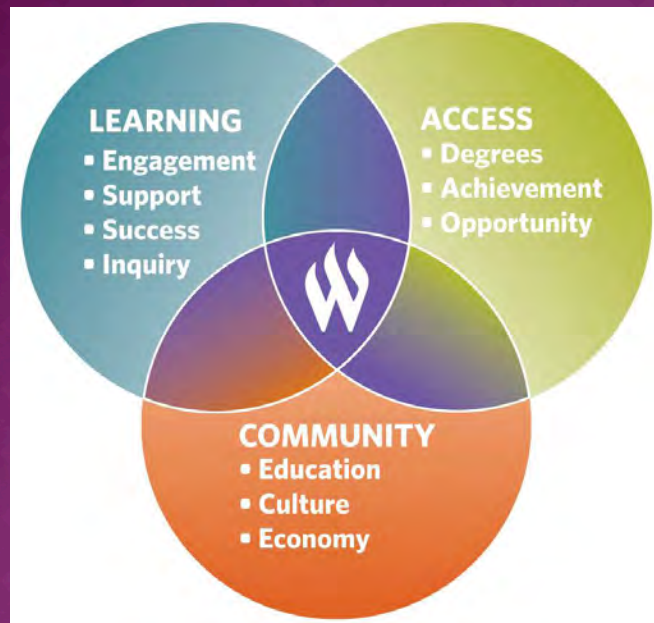 LEARNING
▪ Engagement
▪ Support
▪ Success
▪ Inquiry
ACCESS
▪ Degrees
▪ Achievement
▪ Opportunity
W
COMMUNITY
▪ Education
▪ Culture
▪ Economy